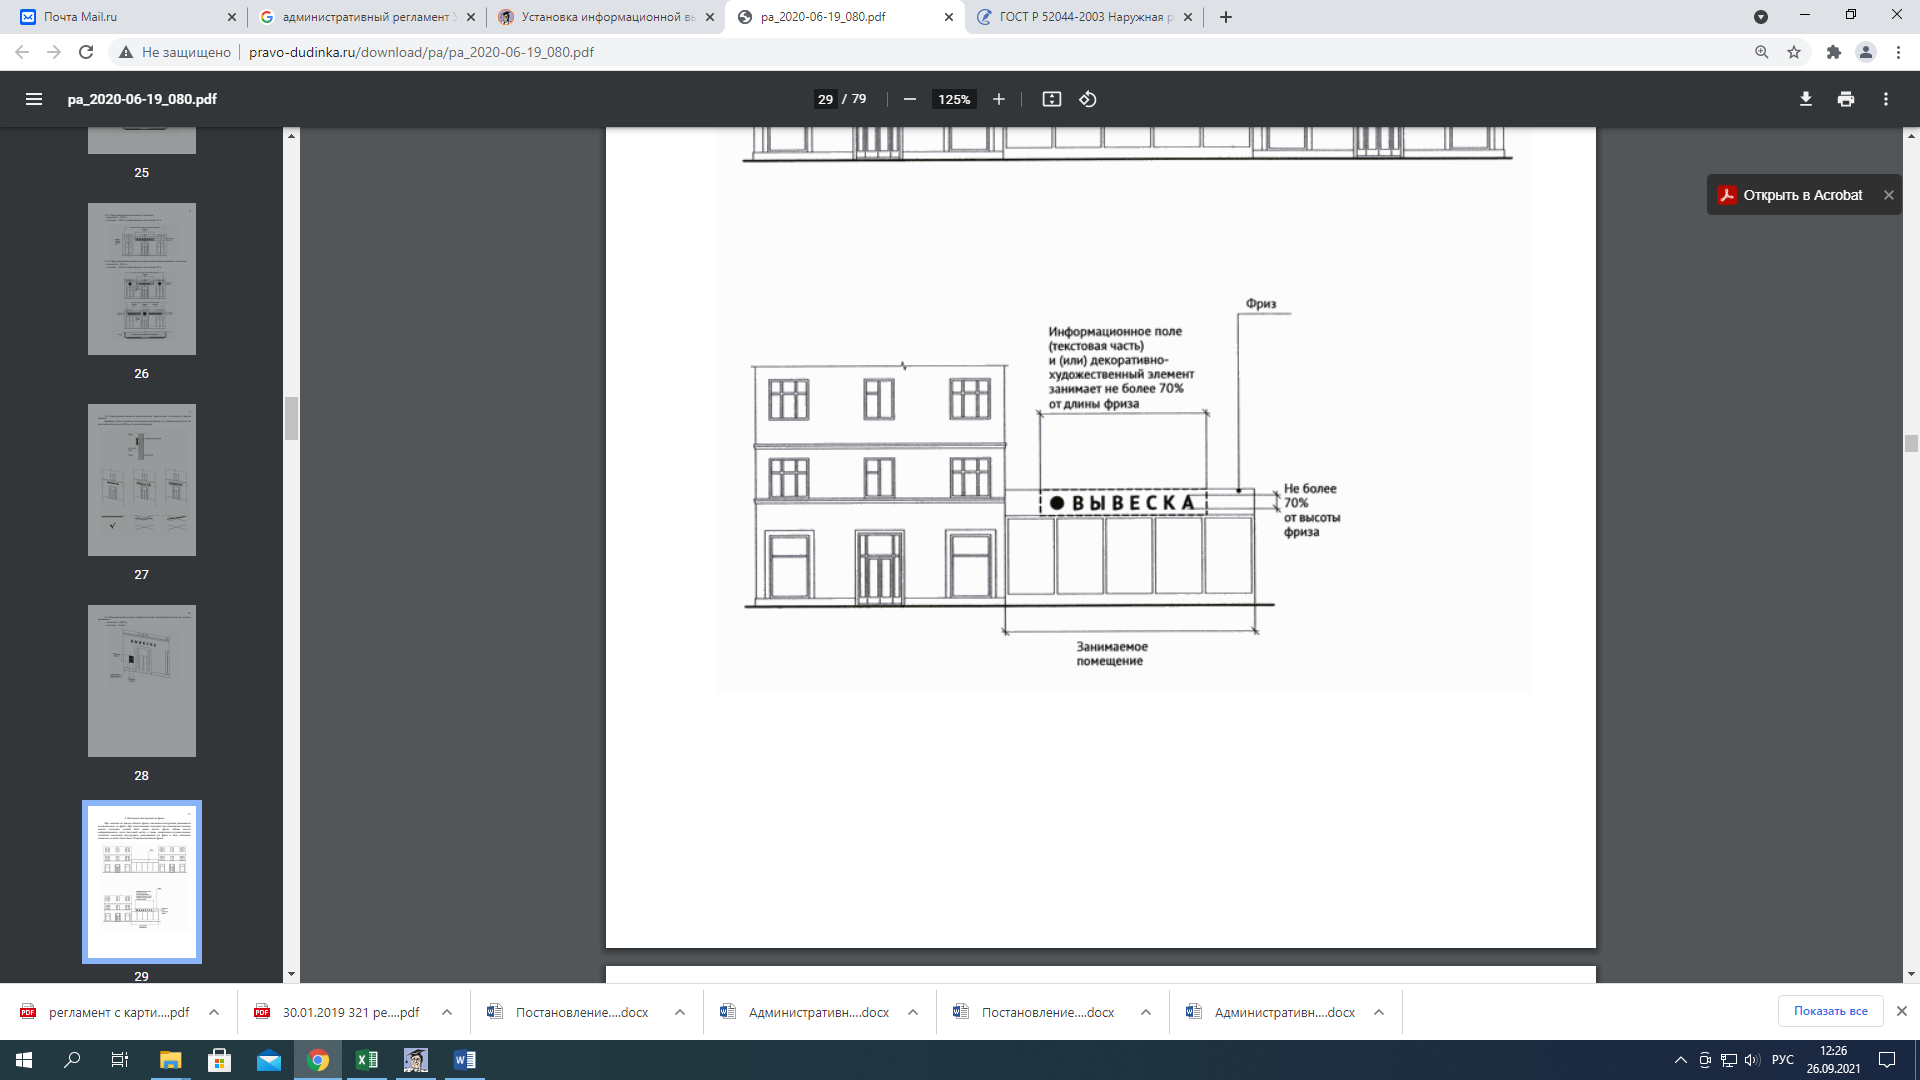 Почта Mail.ru
административный регламент
Установка информационной вы
pa_2020-06-19_080.pdf
ГОСТ Р 52044-2003 Наружная р
Не защищено
pravo-dudinka.ru/download/pa/pa_2020-06-19_080.pdf
pa_2020-06-19_080.pdf
29 / 79
125%
Открыть в Acrobat
25
26
27
28
29
Фриз
Информационное поле
(текстовая часть)
и (или) декоративно-
художественный элемент
занимает не более 70%
от длины фриза
ВЫВЕСКА
Не более
70%
от высоты
фриза
Занимаемое
помещение
регламент с карти....pdf
30.01.2019 321 ре....pdf
Постановление....docx
Административн....docx
Постановление....docx
Административн....docx
Показать все
РУС
12:26
26.09.2021